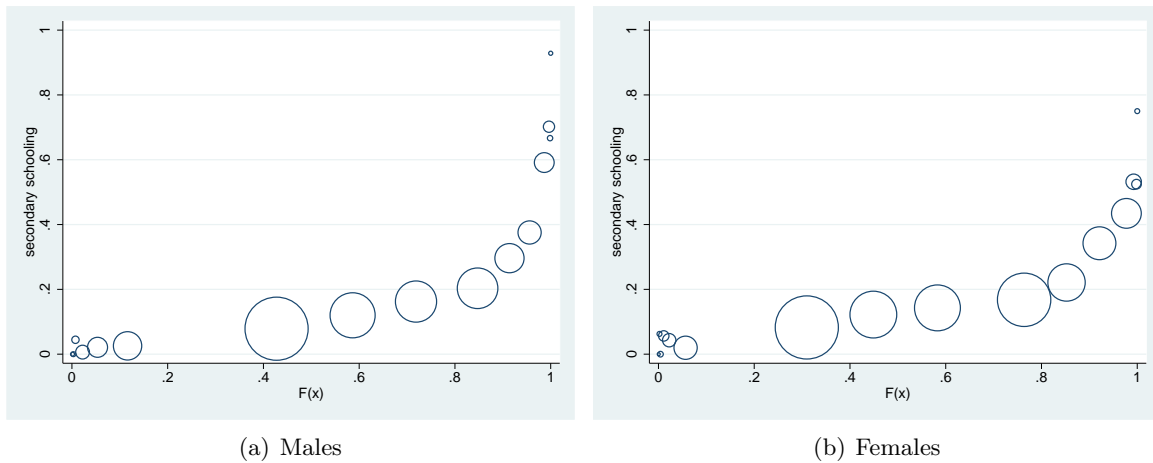 1
.8
.6
.4
.2
0
secondary schooling
0 .2 .4 .6 .8 1
F(x)
(a) Males
1
.8
.6
.4
.2
0
secondary schooling
0 .2 .4 .6 .8 1
F(x)
(b) Females